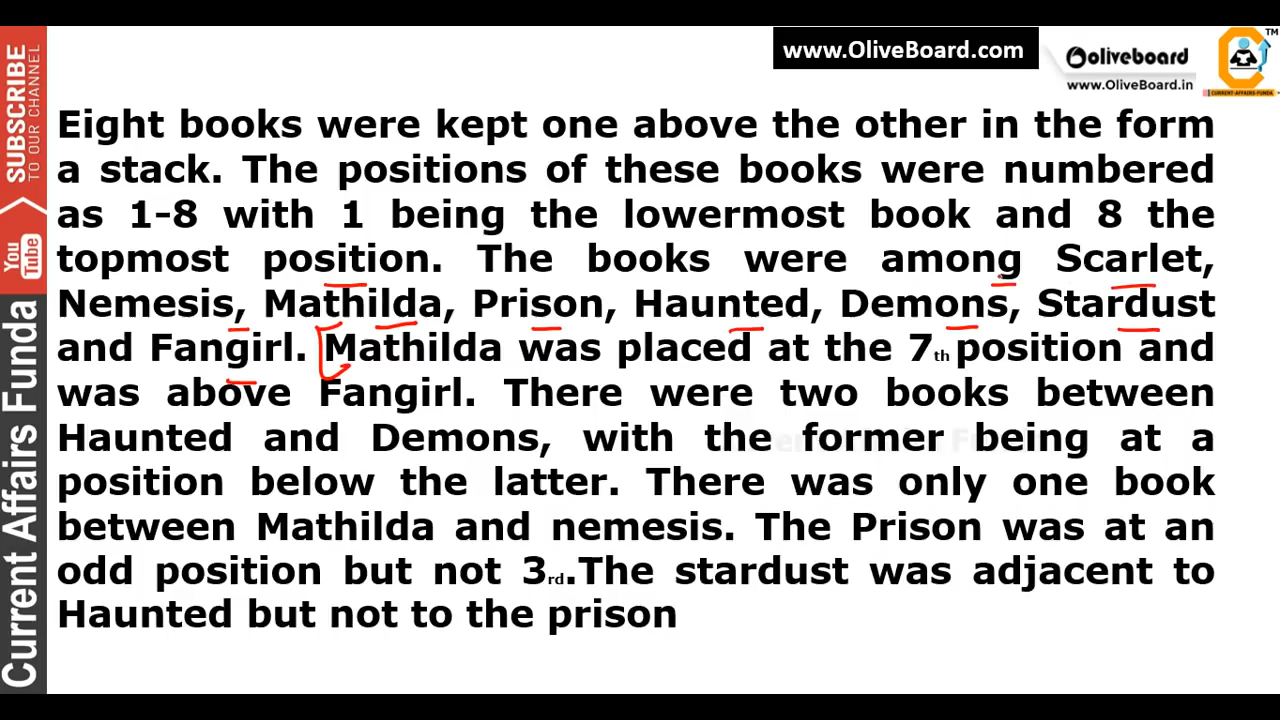 www.OliveBoard.com
oliveboard
www.OliveBoard.in
TM
CURRENT-AFFAIRS-FUNDA
SUBSCRIBE
TO OUR CHANNEL
You
Tube
Current Affairs Funda
Eight books were kept one above the other in the form
a stack. The positions of these books were numbered
as 1-8 with 1 being the lowermost book and 8 the
topmost position. The books were among Scarlet,
Nemesis, Mathilda, Prison, Haunted, Demons, Stardust
and Fangirl. Mathilda was placed at the 7th position and
was above Fangirl. There were two books between
Haunted and Demons, with the former being at a
position below the latter. There was only one book
between Mathilda and nemesis. The Prison was at an
odd position but not 3rd.The stardust was adjacent to
Haunted but not to the prison